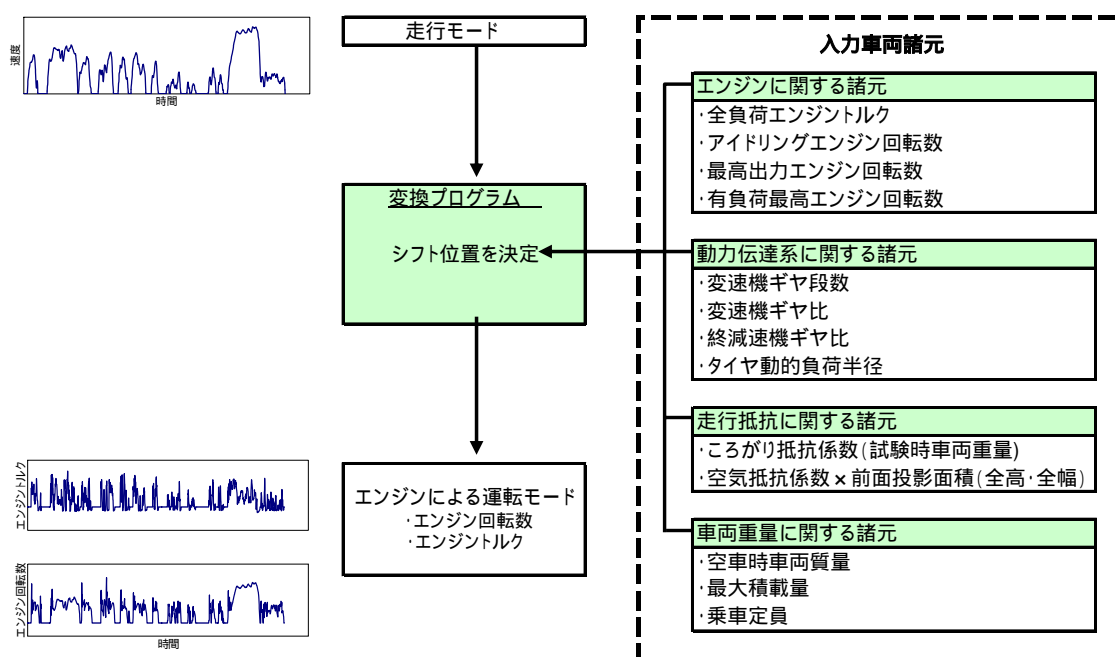 速度
時間
走行モード
変換プログラム
シフト位置を決定
エンジントルク
エンジン回転数
時間
エンジンによる運転モード
・エンジン回転数
・エンジントルク
入力車両諸元
エンジンに関する諸元
・全負荷エンジントルク
・アイドリングエンジン回転数
・最高出力エンジン回転数
・有負荷最高エンジン回転数
動力伝達系に関する諸元
・変速機ギヤ段数
・変速機ギヤ比
・終減速機ギヤ比
・タイヤ動的負荷半径
走行抵抗に関する諸元
・ころがり抵抗係数(試験時車両重量)
・空気抵抗係数×前面投影面積(全高・全幅)
車両重量に関する諸元
・空車時車両質量
・最大積載量
・乗車定員